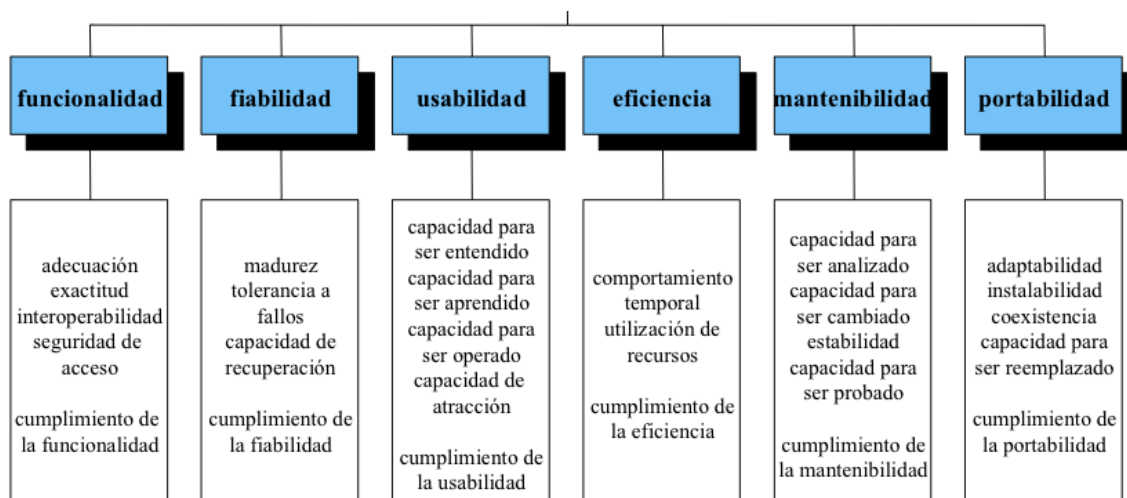 funcionalidad
fiabilidad
usabilidad
eficiencia
mantenibilidad
portabilidad
adecuación
exactitud
interoperabilidad
seguridad de
acceso
cumplimiento de
la funcionalidad
madurez
tolerancia a
fallos
capacidad de
recuperación
cumplimiento de
la fiabilidad
capacidad para
ser entendido
capacidad para
ser aprendido
capacidad para
ser operado
capacidad de
atracción
cumplimiento de
la usabilidad
comportamiento
temporal
utilización de
recursos
cumplimiento de
la eficiencia
capacidad para
ser analizado
capacidad para
ser cambiado
estabilidad
capacidad para
ser probado
cumplimiento de
la mantenibilidad
adaptabilidad
instalabilidad
coexistencia
capacidad para
ser reemplazado
cumplimiento de
la portabilidad